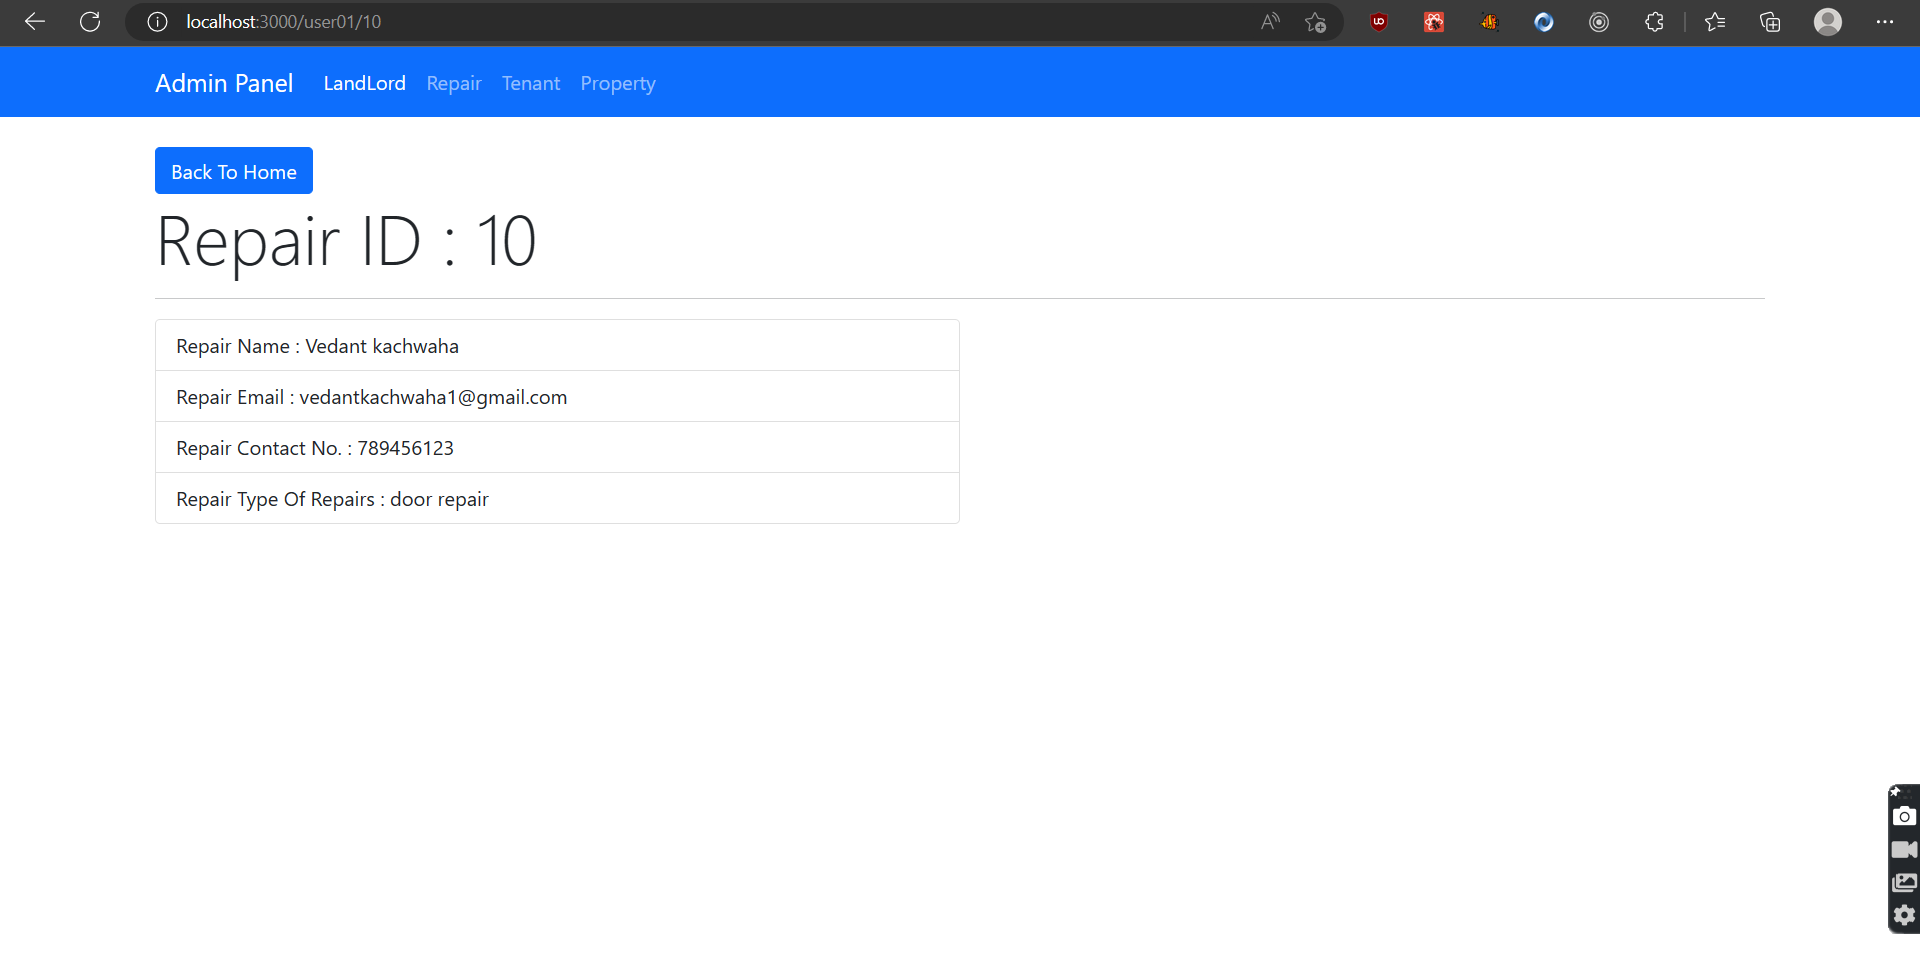 localhost:3000/user01/10
Admin Panel LandLord Repair Tenant Property
Back To Home
Repair ID : 10
Repair Name : Vedant kachwaha
Repair Email : vedantkachwaha1@gmail.com
Repair Contact No. : 789456123
Repair Type Of Repairs : door repair